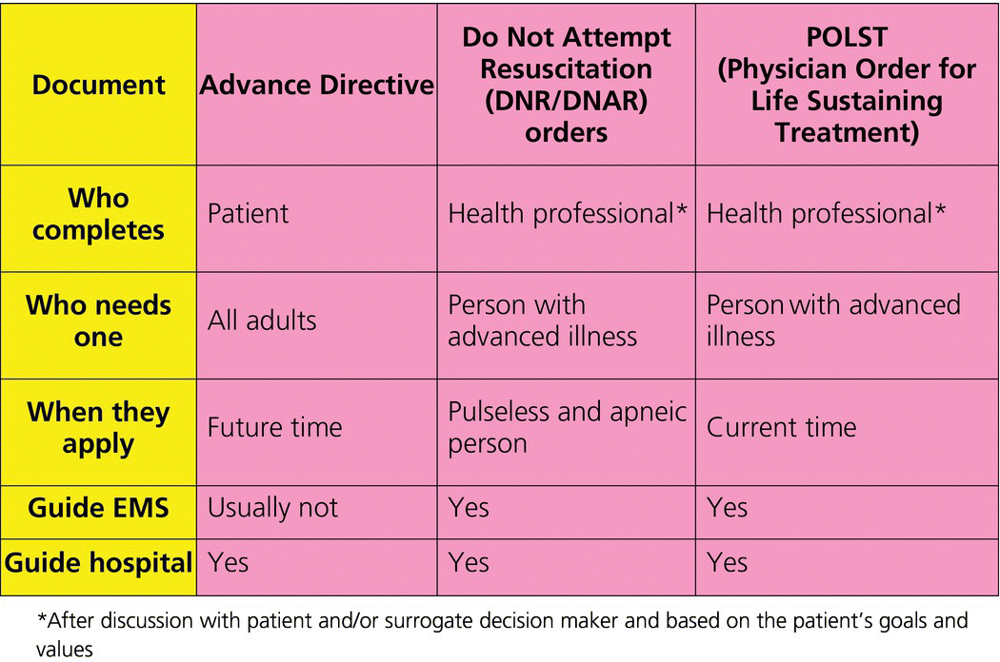 Document
Advance Directive
Do Not Attempt
Resuscitation
(DNR/DNAR)
orders
POLST
(Physician Order for
Life Sustaining
Treatment)
Who
completes
Patient
Health professional*
Health professional*
Who needs
one
All adults
Person with
advanced illness
Person with advanced
illness
When they
apply
Future time
Pulseless and apneic
person
Current time
Guide EMS
Usually not
Yes
Yes
Guide hospital
Yes
Yes
Yes
*After discussion with patient and/or surrogate decision maker and based on the patient’s goals and
values